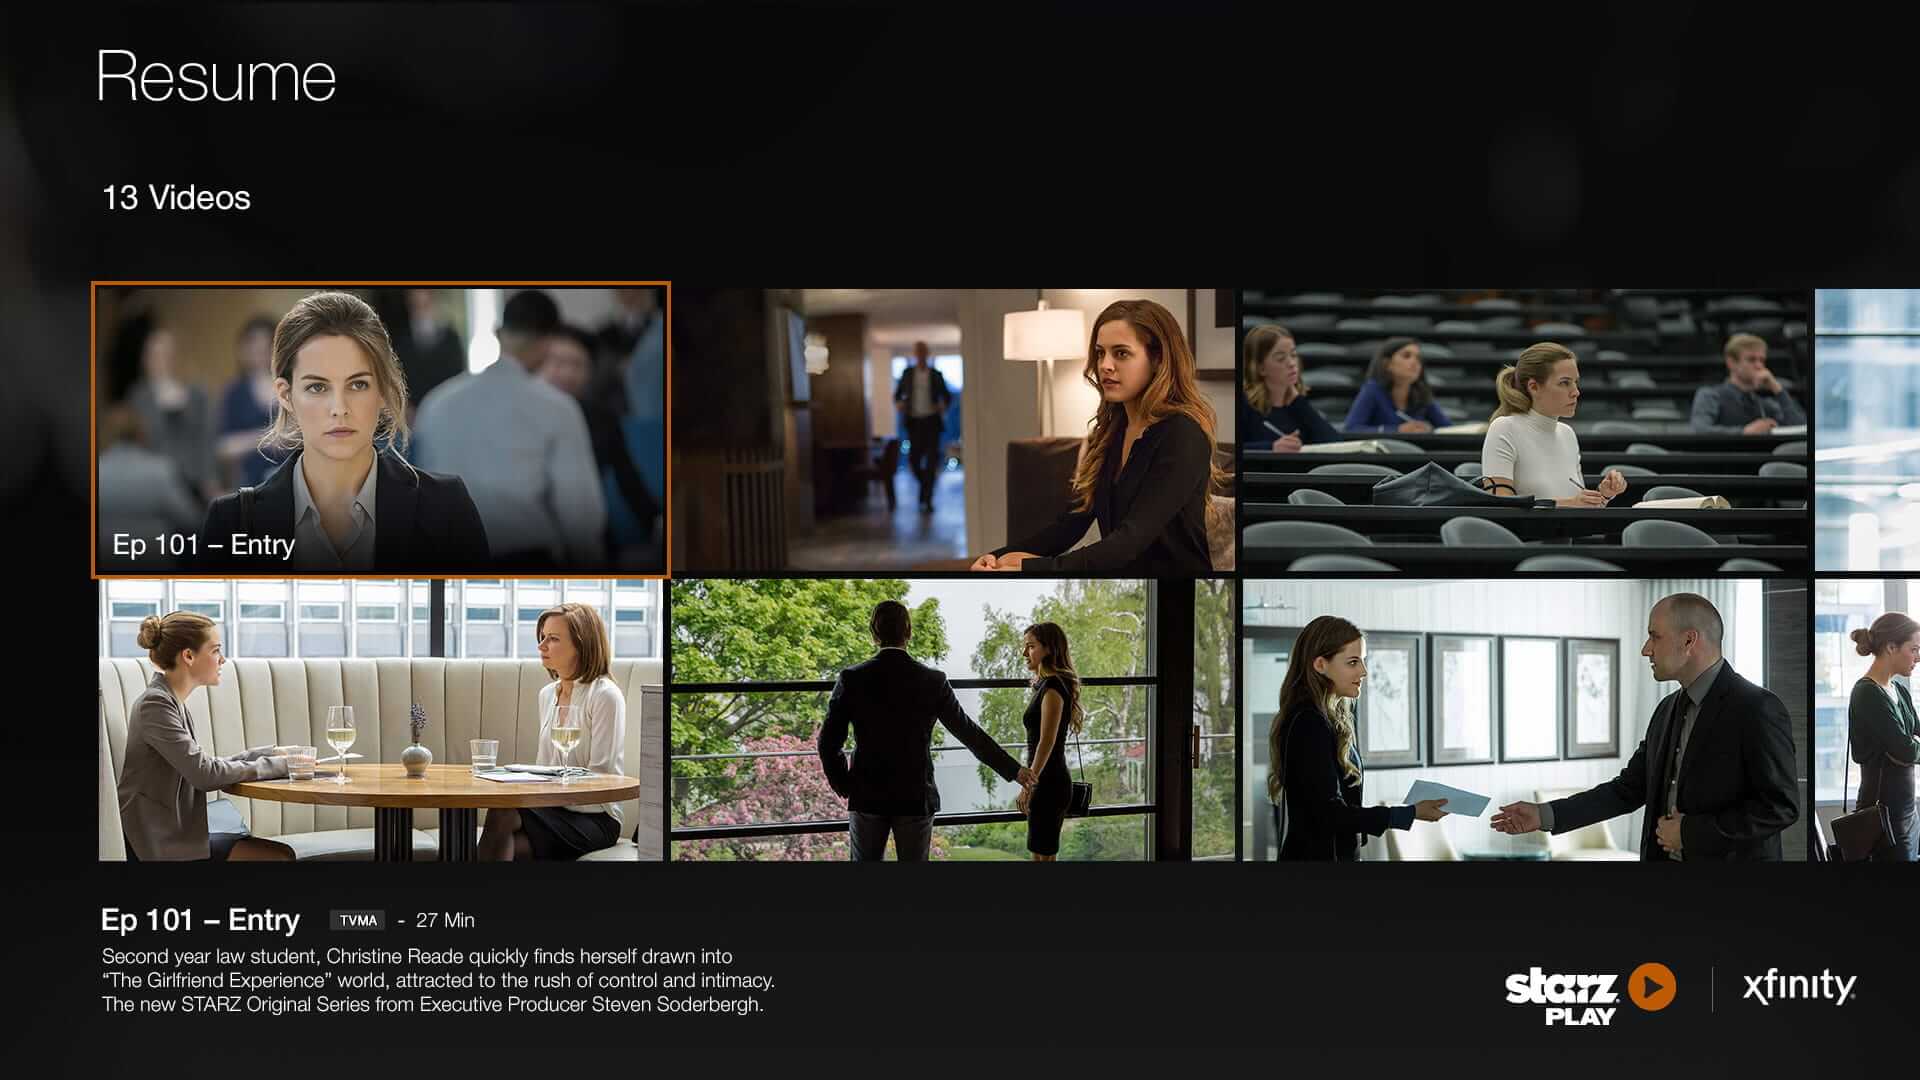 Resume
13 Videos
Ep 101 – Entry
Ep 101 – Entry TVMA - 27 Min
Second year law student, Christine Reade quickly finds herself drawn into
“The Girlfriend Experience” world, attracted to the rush of control and intimacy.
The new STARZ Original Series from Executive Producer Steven Soderbergh.
starz
PLAY
xfinity